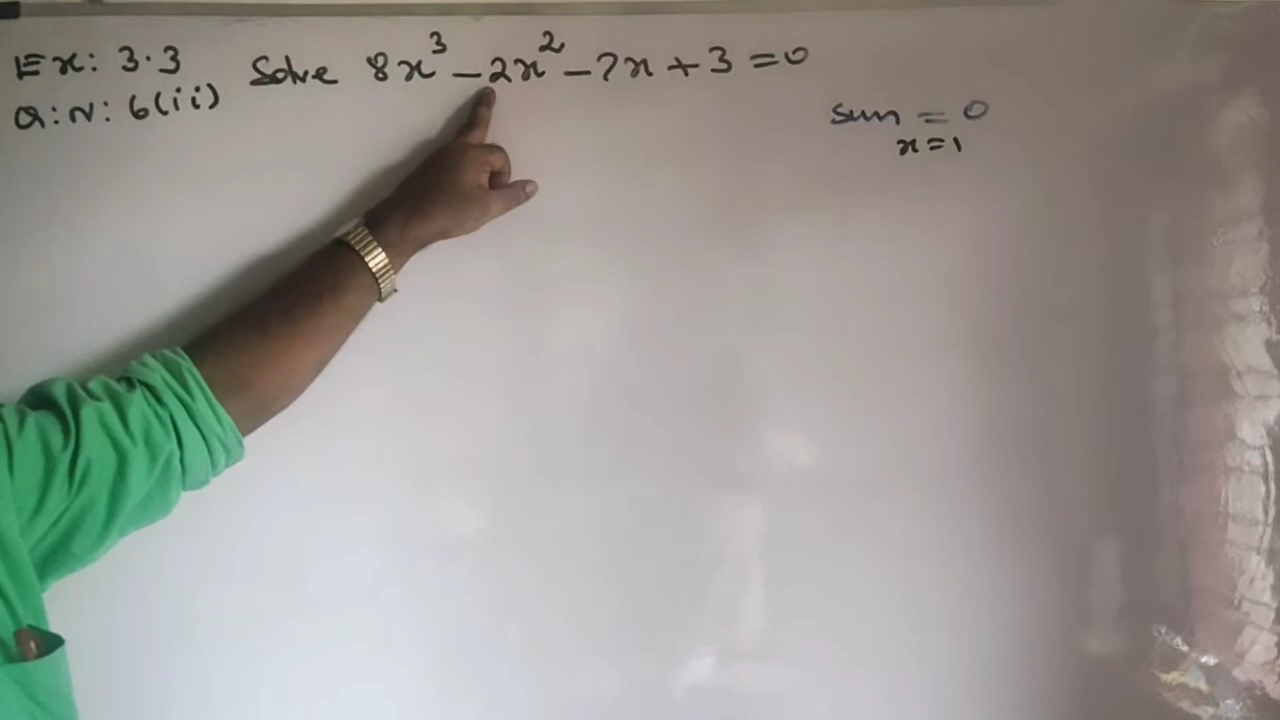 Ex: 3.3
Q:N: 6(ii)
Solve 8x³ - 2x² - 7x + 3 = 0
sum = 0
x = 1